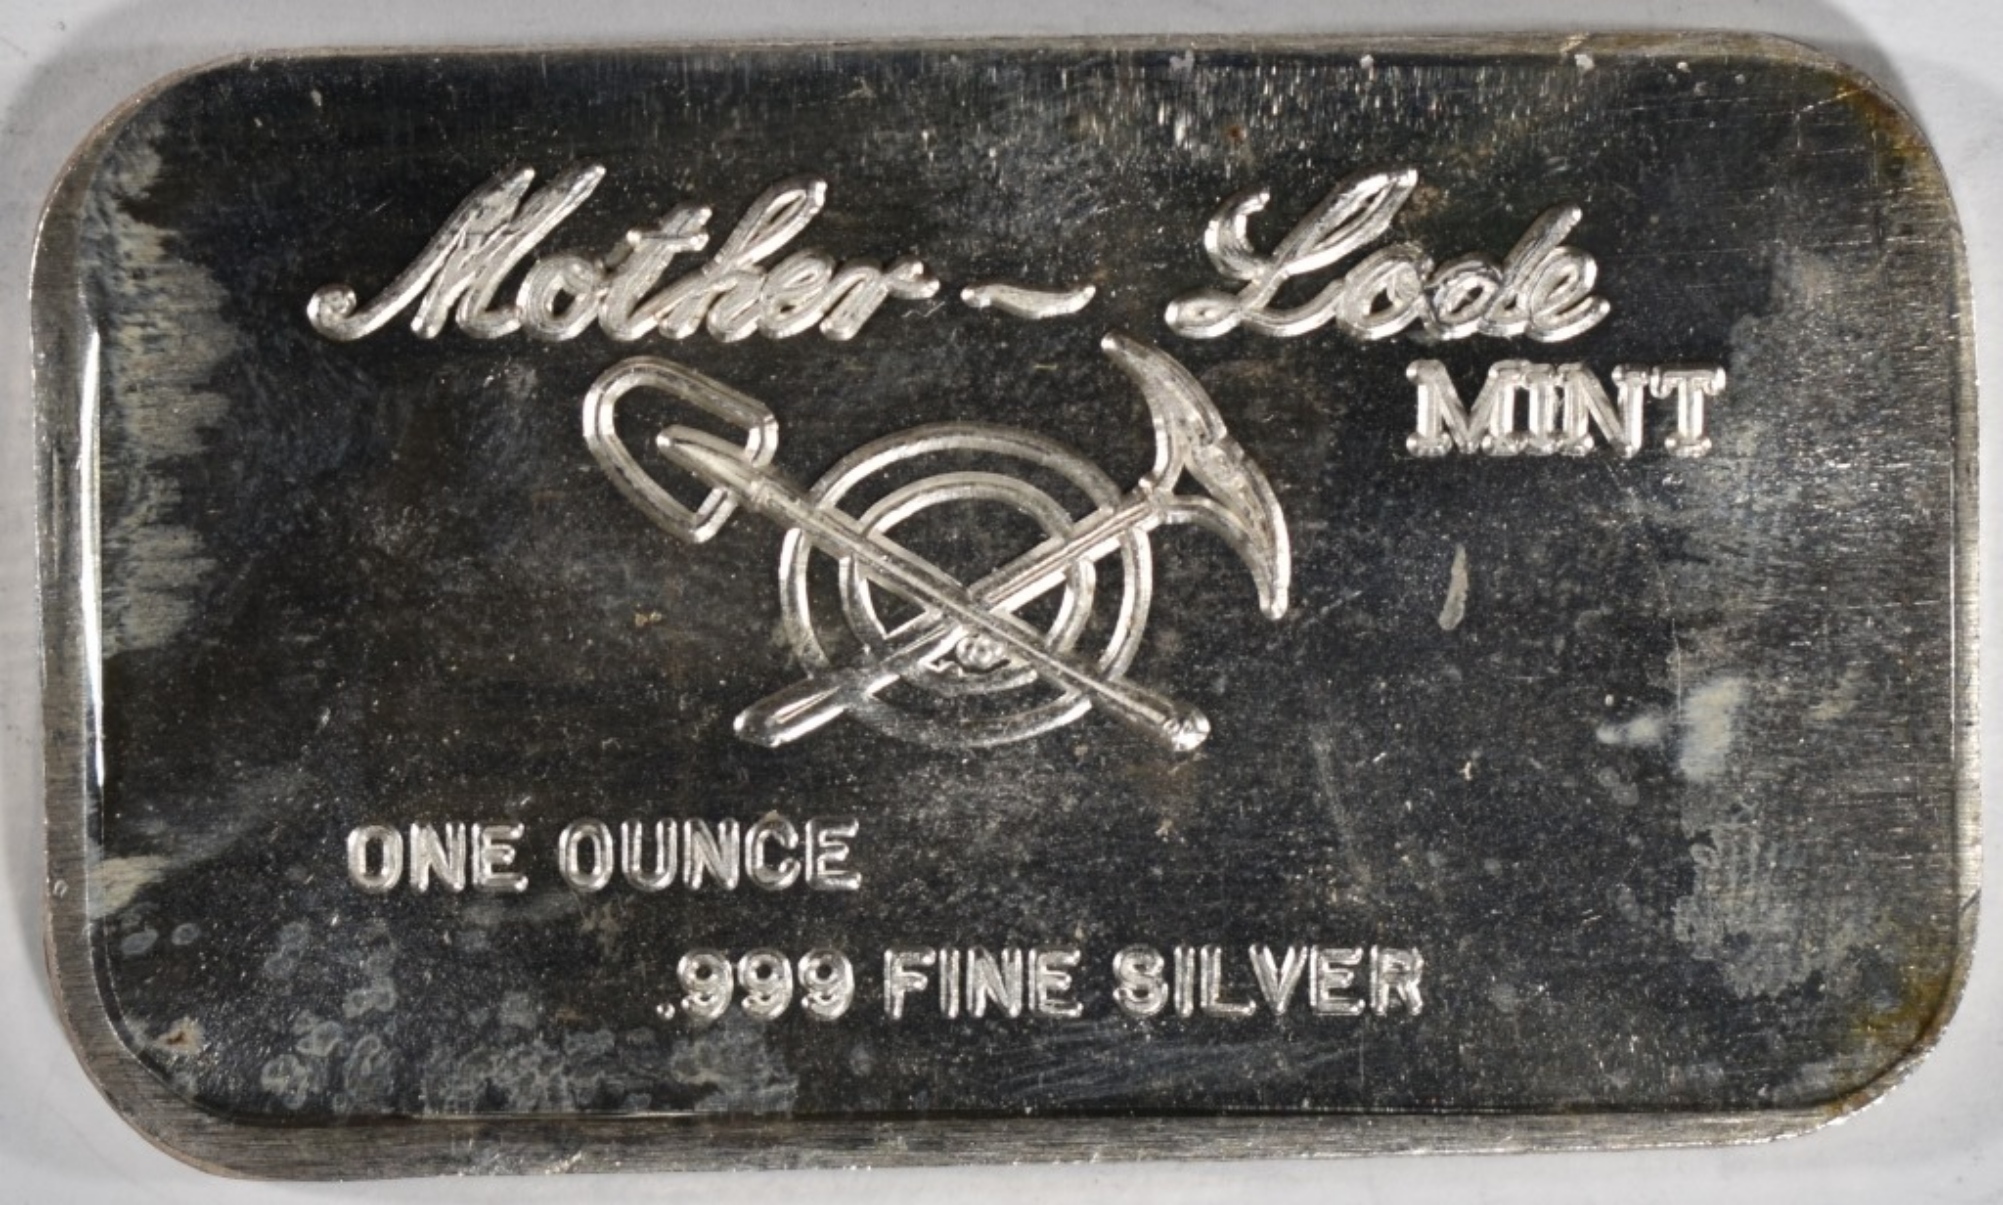 Mother - Lode
MINT
ONE OUNCE
.999 FINE SILVER